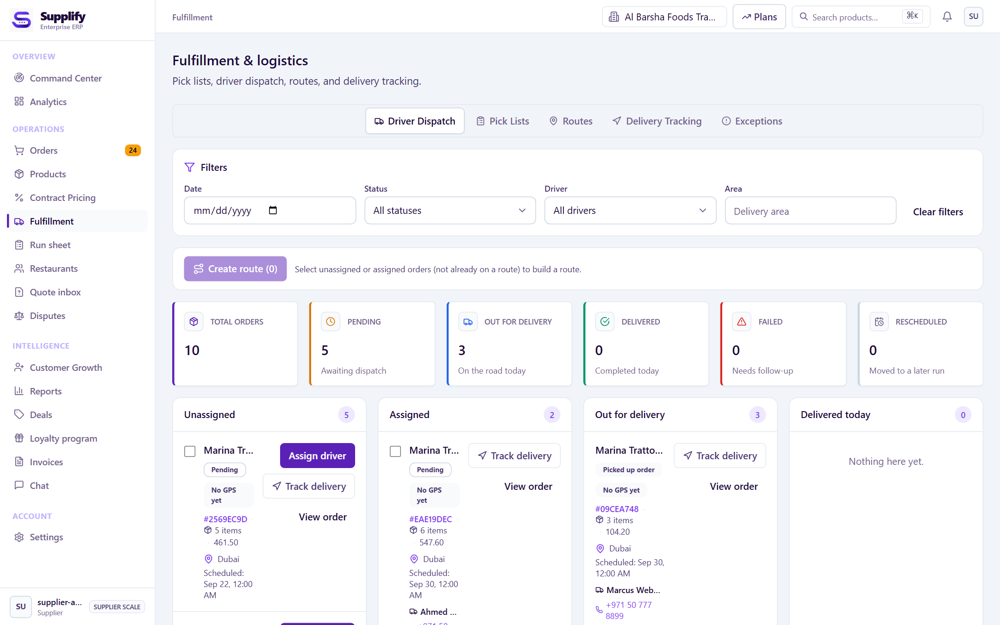 Supplify
Enterprise ERP
Fulfillment
Al Barsha Foods Tra...
Plans
Search products...
⌘K
SU
OVERVIEW
Command Center
Analytics
OPERATIONS
Orders
24
Products
Contract Pricing
Fulfillment
Run sheet
Restaurants
Quote inbox
Disputes
INTELLIGENCE
Customer Growth
Reports
Deals
Loyalty program
Invoices
Chat
ACCOUNT
Settings
SU
supplier-a...
Supplier
SUPPLIER SCALE
Fulfillment & logistics
Pick lists, driver dispatch, routes, and delivery tracking.
Driver Dispatch
Pick Lists
Routes
Delivery Tracking
Exceptions
Filters
Date
Status
Driver
Area
mm/dd/yyyy
All statuses
All drivers
Delivery area
Clear filters
Create route (0)
Select unassigned or assigned orders (not already on a route) to build a route.
TOTAL ORDERS
10
PENDING
5
Awaiting dispatch
OUT FOR DELIVERY
3
On the road today
DELIVERED
0
Completed today
FAILED
0
Needs follow-up
RESCHEDULED
0
Moved to a later run
Unassigned
5
Marina Tr...
Assign driver
Pending
No GPS
yet
Track delivery
View order
#2569EC9D ·
5 items
· 461.50
Dubai
Scheduled:
Sep 22, 12:00
AM
Assigned
2
Marina Tr...
Track delivery
Pending
No GPS
yet
View order
#EAE19DEC ·
6 items
· 547.60
Dubai
Scheduled:
Sep 30, 12:00
AM
Ahmed ...
+971 50
Out for delivery
3
Marina Tratto...
Track delivery
Picked up order
No GPS yet
View order
#09CEA748 ·
3 items
· 104.20
Dubai
Scheduled: Sep 30,
12:00 AM
Marcus Web...
+971 50 777
8899
Delivered today
0
Nothing here yet.